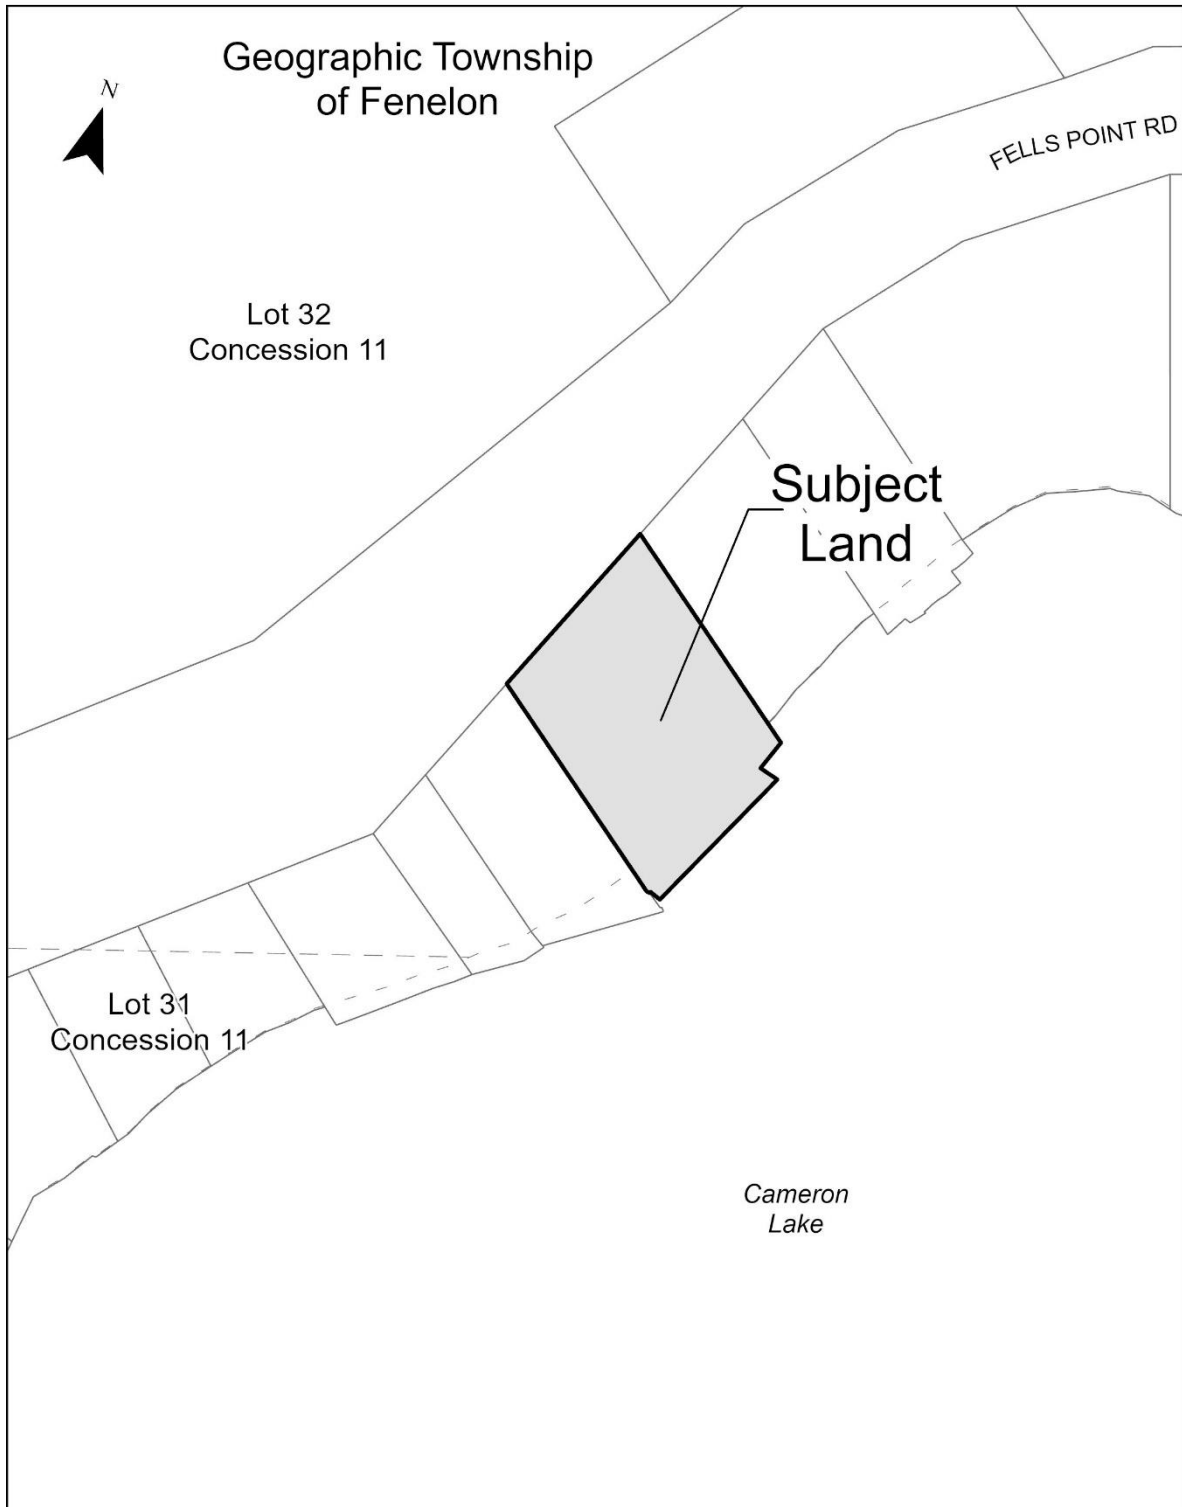 Geographic Township
of Fenelon
N
FELLS POINT RD
Lot 32
Concession 11
Subject
Land
Lot 31
Concession 11
Cameron
Lake